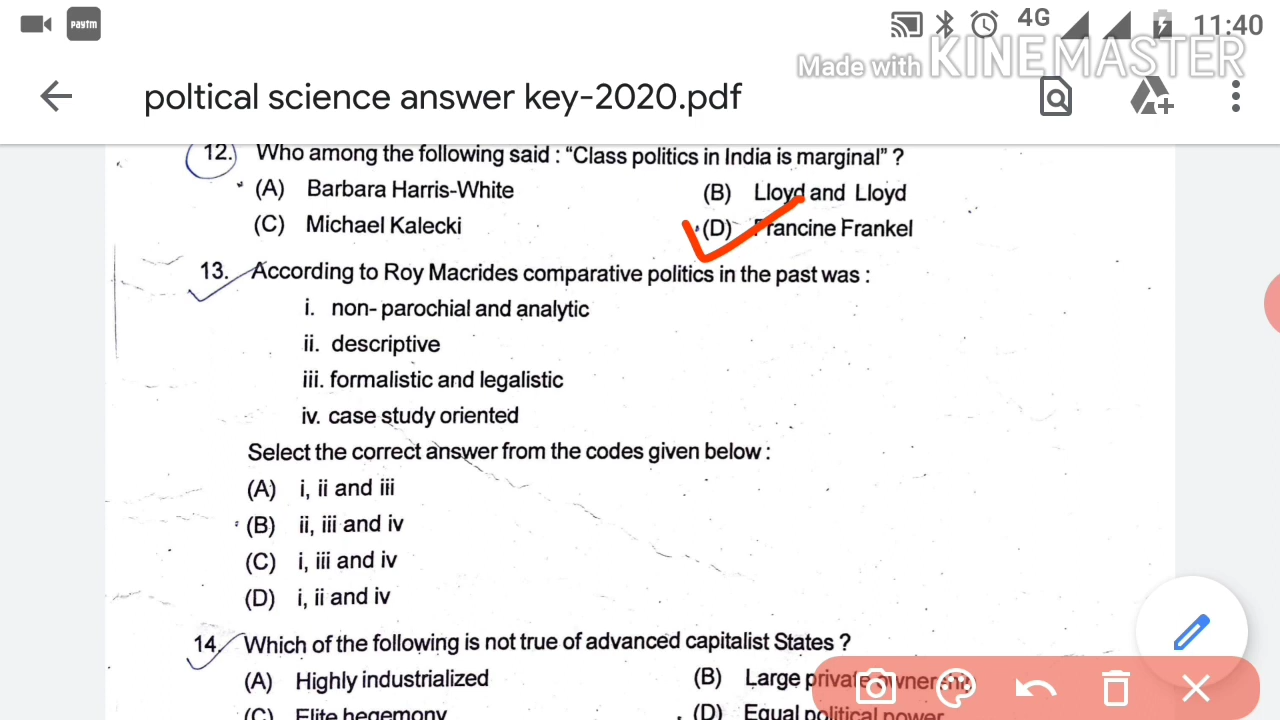 paytm
4G
11:40
Made with KINEMASTER
poltical science answer key-2020.pdf
12. Who among the following said : “Class politics in India is marginal” ?
(A) Barbara Harris-White (B) Lloyd and Lloyd
(C) Michael Kalecki (D) Francine Frankel
13. According to Roy Macrides comparative politics in the past was :
i. non- parochial and analytic
ii. descriptive
iii. formalistic and legalistic
iv. case study oriented
Select the correct answer from the codes given below :
(A) i, ii and iii
(B) ii, iii and iv
(C) i, iii and iv
(D) i, ii and iv
14. Which of the following is not true of advanced capitalist States ?
(A) Highly industrialized (B) Large private ownership
(C) Elite hegemony (D) Equal political power